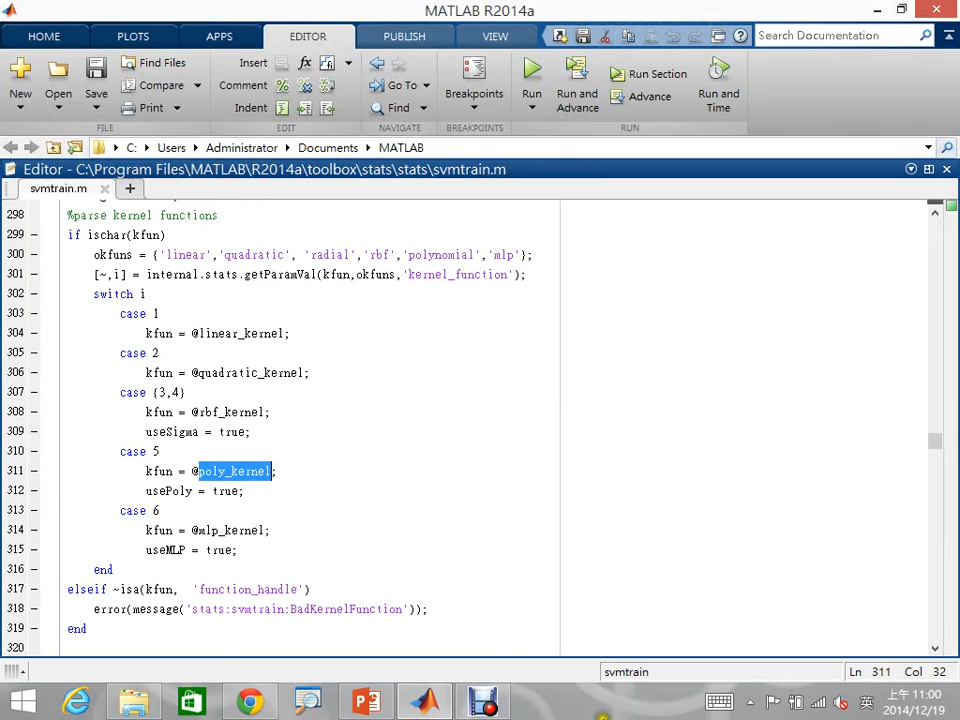 MATLAB R2014a
HOME PLOTS APPS EDITOR PUBLISH VIEW Search Documentation
New Open Save Find Files Compare Print Insert Comment Indent Go To Find Breakpoints Run Run and Advance Run Section Advance Run and Time
FILE EDIT NAVIGATE BREAKPOINTS RUN
C: Users Administrator Documents MATLAB
Editor - C:\Program Files\MATLAB\R2014a\toolbox\stats\stats\svmtrain.m
svmtrain.m
298 %parse kernel functions
299 if ischar(kfun)
300 okfuns = {'linear','quadratic', 'radial','rbf','polynomial','mlp'};
301 [~,i] = internal.stats.getParamVal(kfun,okfuns,'kernel_function');
302 switch i
303 case 1
304 kfun = @linear_kernel;
305 case 2
306 kfun = @quadratic_kernel;
307 case {3,4}
308 kfun = @rbf_kernel;
309 useSigma = true;
310 case 5
311 kfun = @poly_kernel;
312 usePoly = true;
313 case 6
314 kfun = @mlp_kernel;
315 useMLP = true;
316 end
317 elseif ~isa(kfun, 'function_handle')
318 error(message('stats:svmtrain:BadKernelFunction'));
319 end
320
svmtrain Ln 311 Col 32
英 上午 11:00
2014/12/19